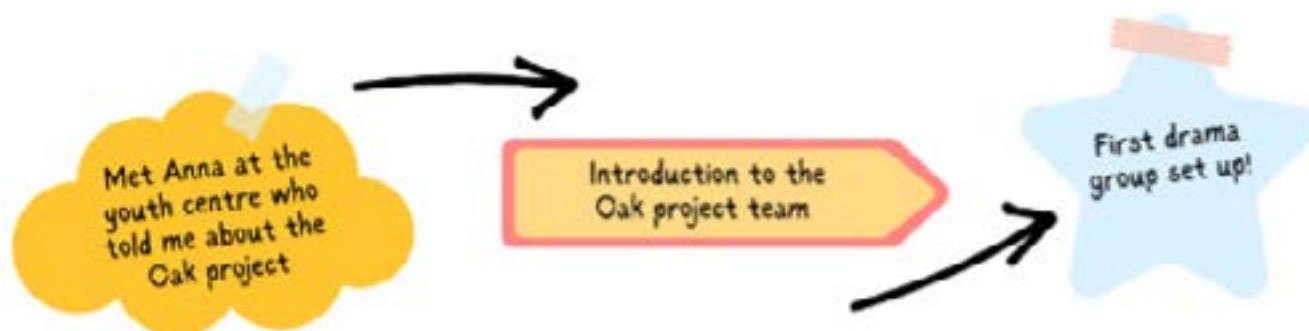 Met Anna at the
youth centre who
told me about the
Oak project
Introduction to the
Oak project team
First drama
group set up!